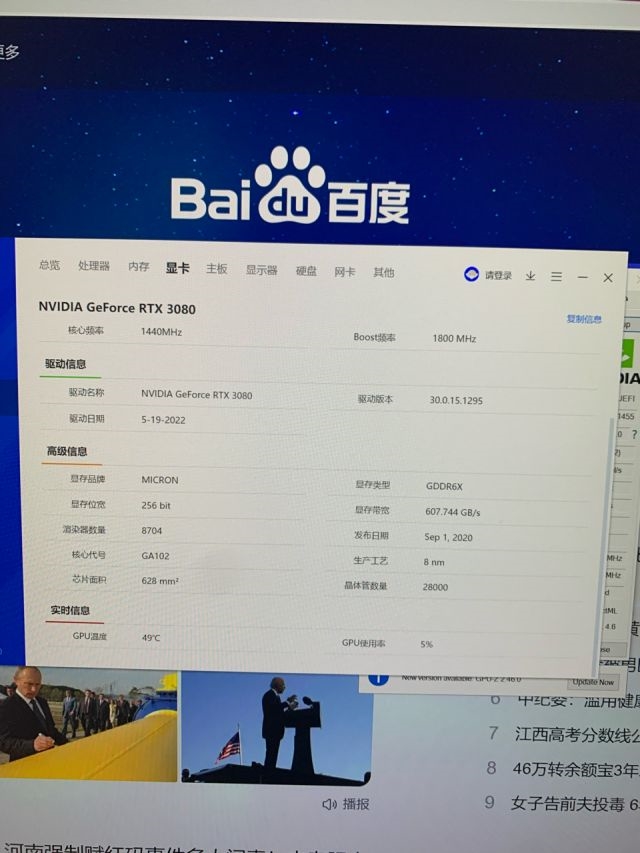 更多
Bai du 百度
总览 处理器 内存 显卡 主板 显示器 硬盘 网卡 其他 请登录
NVIDIA GeForce RTX 3080
复制信息
核心频率 1440MHz Boost频率 1800 MHz
驱动信息
驱动名称 NVIDIA GeForce RTX 3080 驱动版本 30.0.15.1295
驱动日期 5-19-2022
高级信息
显存品牌 MICRON 显存类型 GDDR6X
显存位宽 256 bit 显存带宽 607.744 GB/s
渲染器数量 8704 发布日期 Sep 1, 2020
核心代号 GA102 生产工艺 8 nm
芯片面积 628 mm² 晶体管数量 28000
实时信息
GPU温度 49℃ GPU使用率 5%
UEFI
1455
MHz
MHz
4.6
New version available: GPU-Z 2.46.0 Update Now
6 中纪委：滥用健康
7 江西高考分数线公
8 46万转余额宝3年
9 女子告前夫投毒 6
播报
河南强制赋红码事件